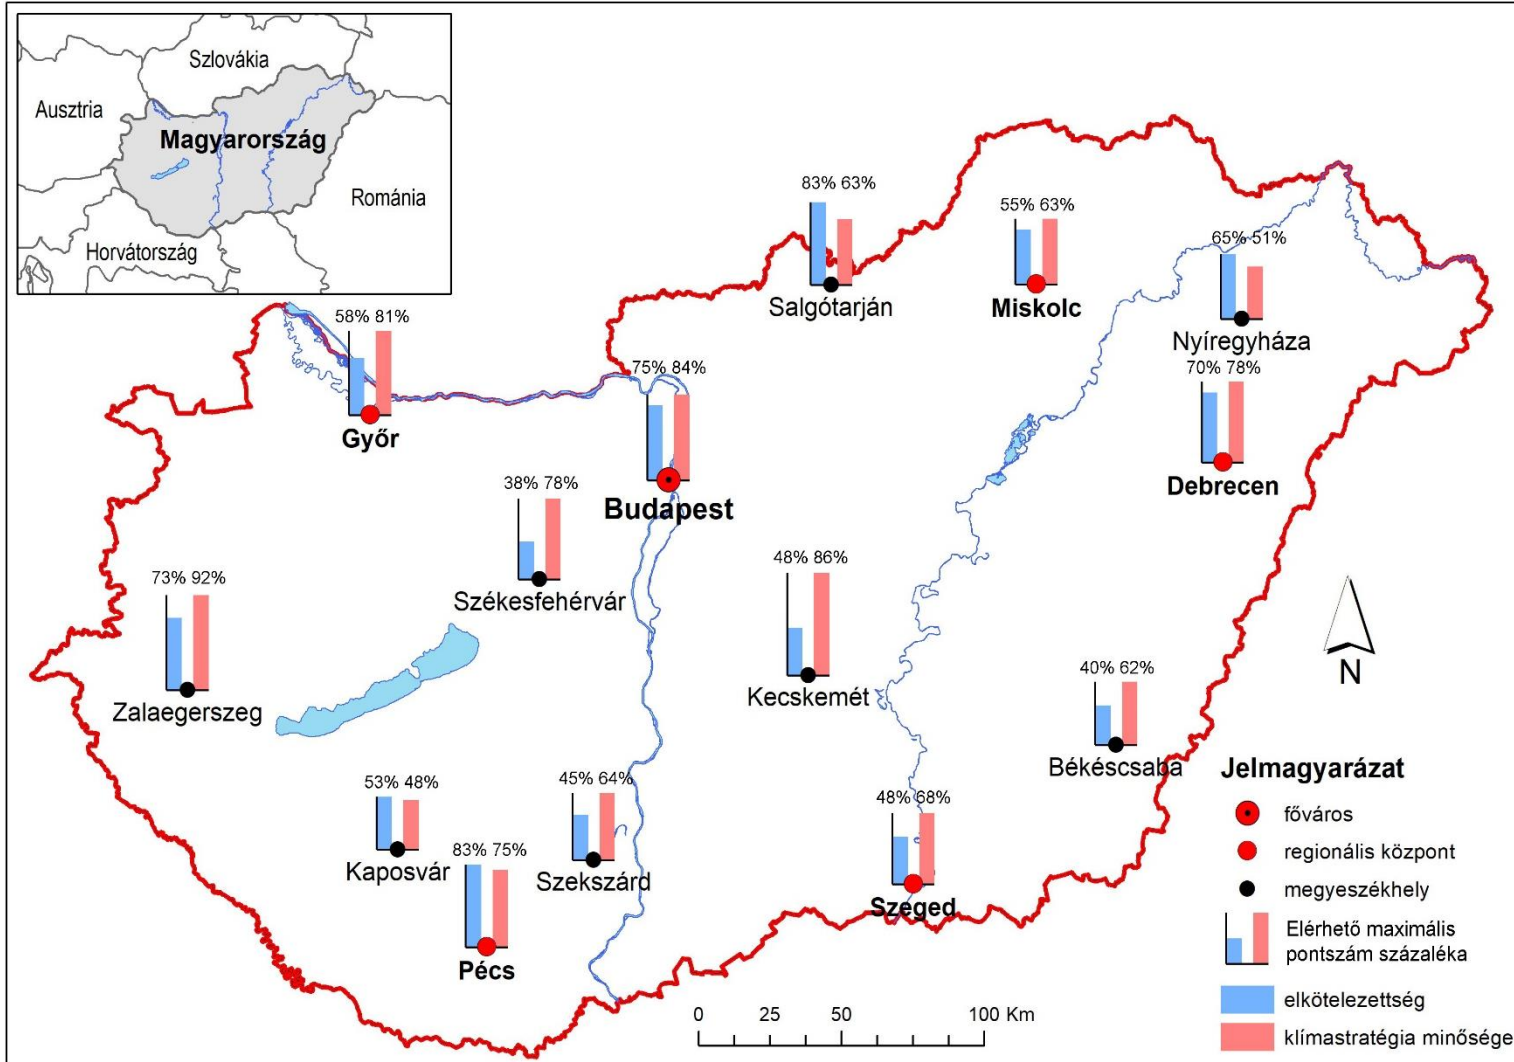 Szlovákia
Ausztria
Magyarország
Románia
Horvátország
83% 63%
Salgótarján
55% 63%
Miskolc
65% 51%
Nyíregyháza
58% 81%
Győr
75% 84%
Budapest
70% 78%
Debrecen
38% 78%
Székesfehérvár
48% 86%
Kecskemét
73% 92%
Zalaegerszeg
40% 62%
Békéscsaba
53% 48%
Kaposvár
45% 64%
Szekszárd
83% 75%
Pécs
48% 68%
Szeged
N
Jelmagyarázat
főváros
regionális központ
megyeszékhely
Elérhető maximális
pontszám százaléka
elkötelezettség
klímastratégia minősége
0 25 50 100 Km